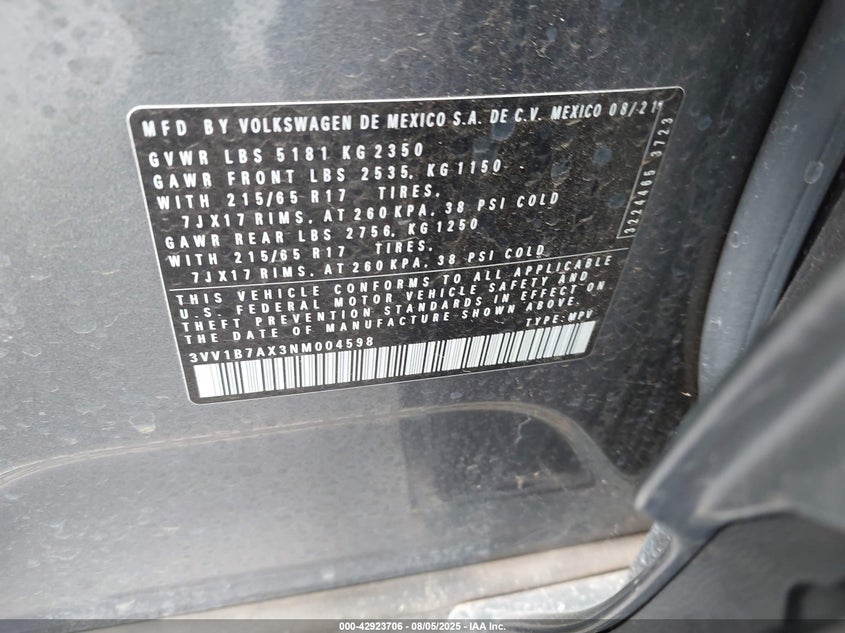 MFD BY VOLKSWAGEN DE MEXICO S.A. DE C.V. MEXICO 08/21
GVWR LBS 5181 KG2350
GAWR FRONT LBS 2535, KG1150
WITH 215/65 R17 TIRES,
7JX17 RIMS, AT 260 KPA, 38 PSI COLD
GAWR REAR LBS 2756, KG 1250
WITH 215/65 R17 TIRES,
7JX17 RIMS, AT 260 KPA, 38 PSI COLD
THIS VEHICLE CONFORMS TO ALL APPLICABLE
U.S. FEDERAL MOTOR VEHICLE SAFETY AND
THEFT PREVENTION STANDARDS IN EFFECT ON
THE DATE OF MANUFACTURE SHOWN ABOVE.
TYPE: MPV
3VV1B7AX3NM004598
3224465 3723
000-42923706 - 08/05/2025 - IAA Inc.